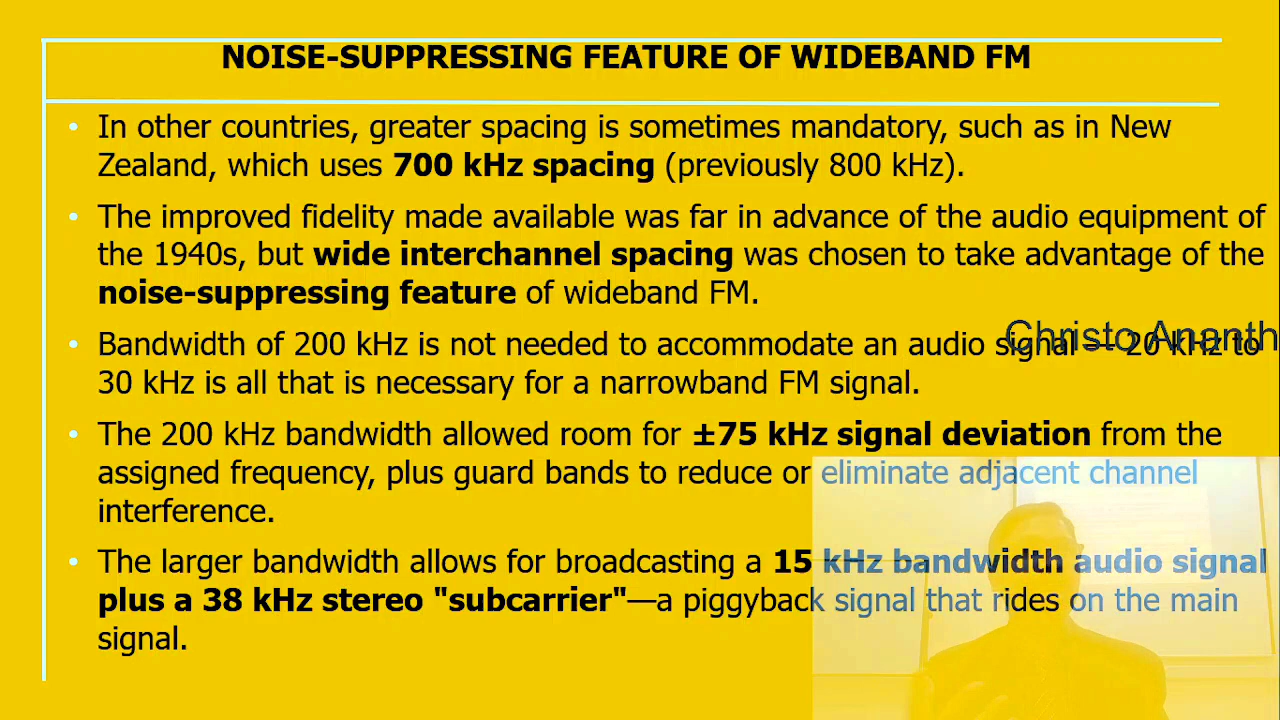 NOISE-SUPPRESSING FEATURE OF WIDEBAND FM
• In other countries, greater spacing is sometimes mandatory, such as in New
Zealand, which uses 700 kHz spacing (previously 800 kHz).
• The improved fidelity made available was far in advance of the audio equipment of
the 1940s, but wide interchannel spacing was chosen to take advantage of the
noise-suppressing feature of wideband FM.
Christo Ananth
• Bandwidth of 200 kHz is not needed to accommodate an audio signal — 20 kHz to
30 kHz is all that is necessary for a narrowband FM signal.
• The 200 kHz bandwidth allowed room for ±75 kHz signal deviation from the
assigned frequency, plus guard bands to reduce or eliminate adjacent channel
interference.
• The larger bandwidth allows for broadcasting a 15 kHz bandwidth audio signal
plus a 38 kHz stereo "subcarrier"—a piggyback signal that rides on the main
signal.